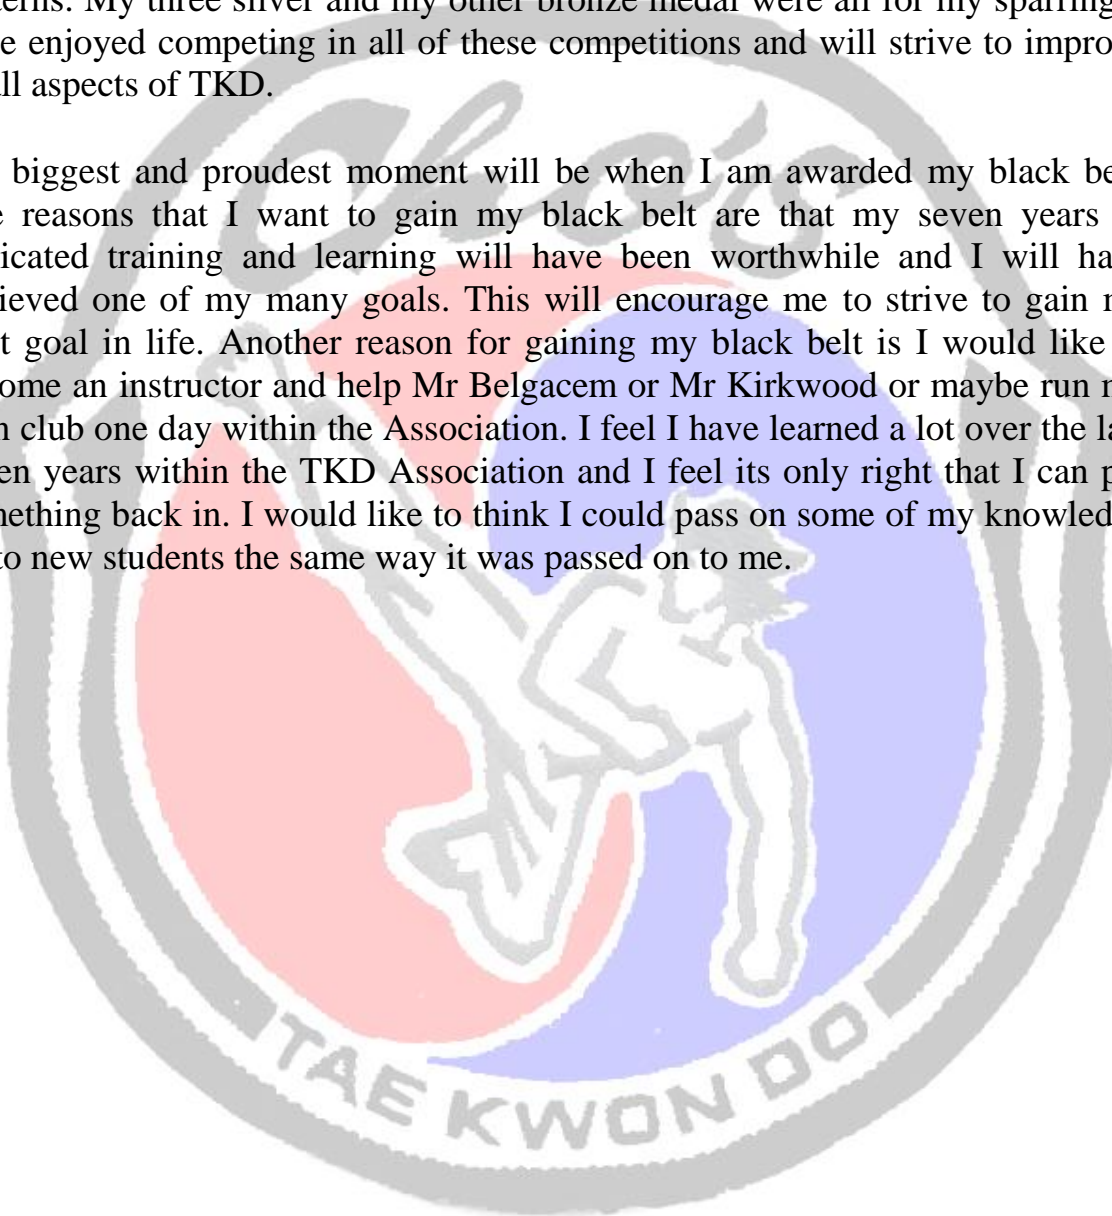 terns. My three silver and my other bronze medal were all for my sparring
e enjoyed competing in all of these competitions and will strive to impro
all aspects of TKD.
biggest and proudest moment will be when I am awarded my black be
e reasons that I want to gain my black belt are that my seven years
icated training and learning will have been worthwhile and I will ha
ieved one of my many goals. This will encourage me to strive to gain m
t goal in life. Another reason for gaining my black belt is I would like
ome an instructor and help Mr Belgacem or Mr Kirkwood or maybe run m
n club one day within the Association. I feel I have learned a lot over the la
en years within the TKD Association and I feel its only right that I can p
mething back in. I would like to think I could pass on some of my knowled
to new students the same way it was passed on to me.
Cho's
TAE KWON DO